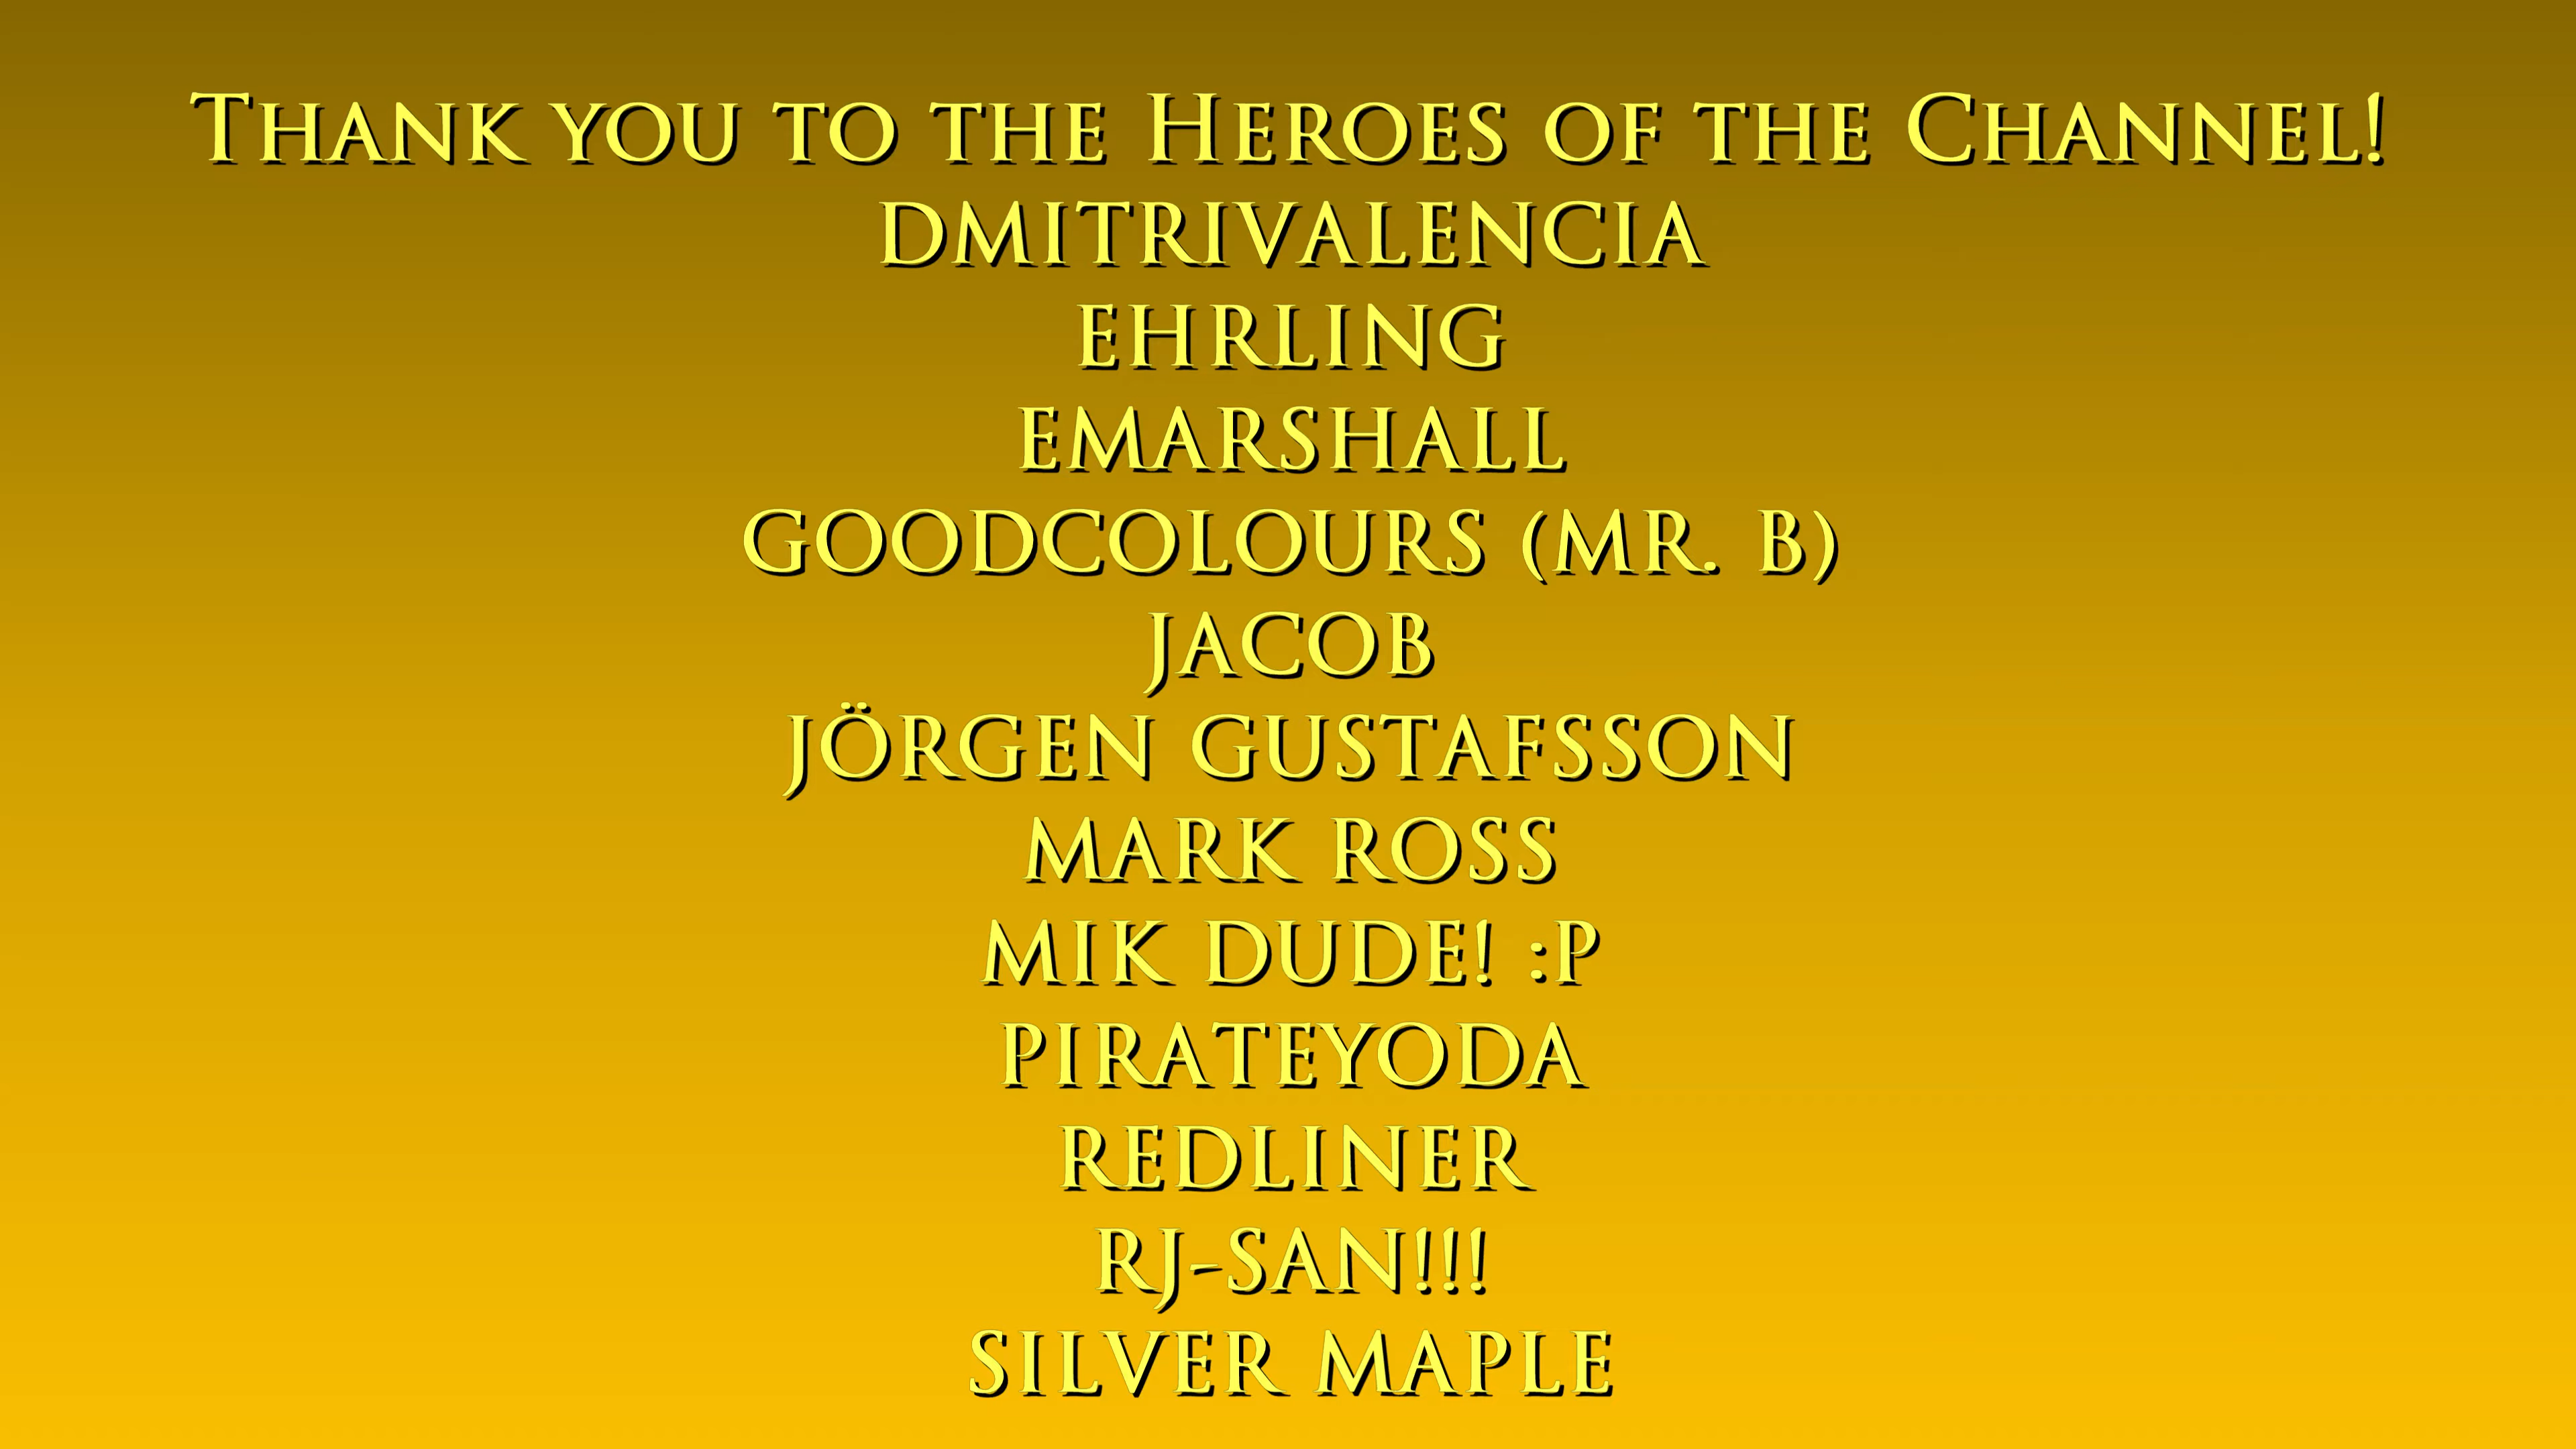 Thank you to the Heroes of the Channel!
DMITRIVALENCIA
EHRLING
EMARSHALL
GOODCOLOURS (MR. B)
JACOB
JÖRGEN GUSTAFSSON
MARK ROSS
MIK DUDE! :P
PIRATEYODA
REDLINER
RJ-SAN!!!
SILVER MAPLE